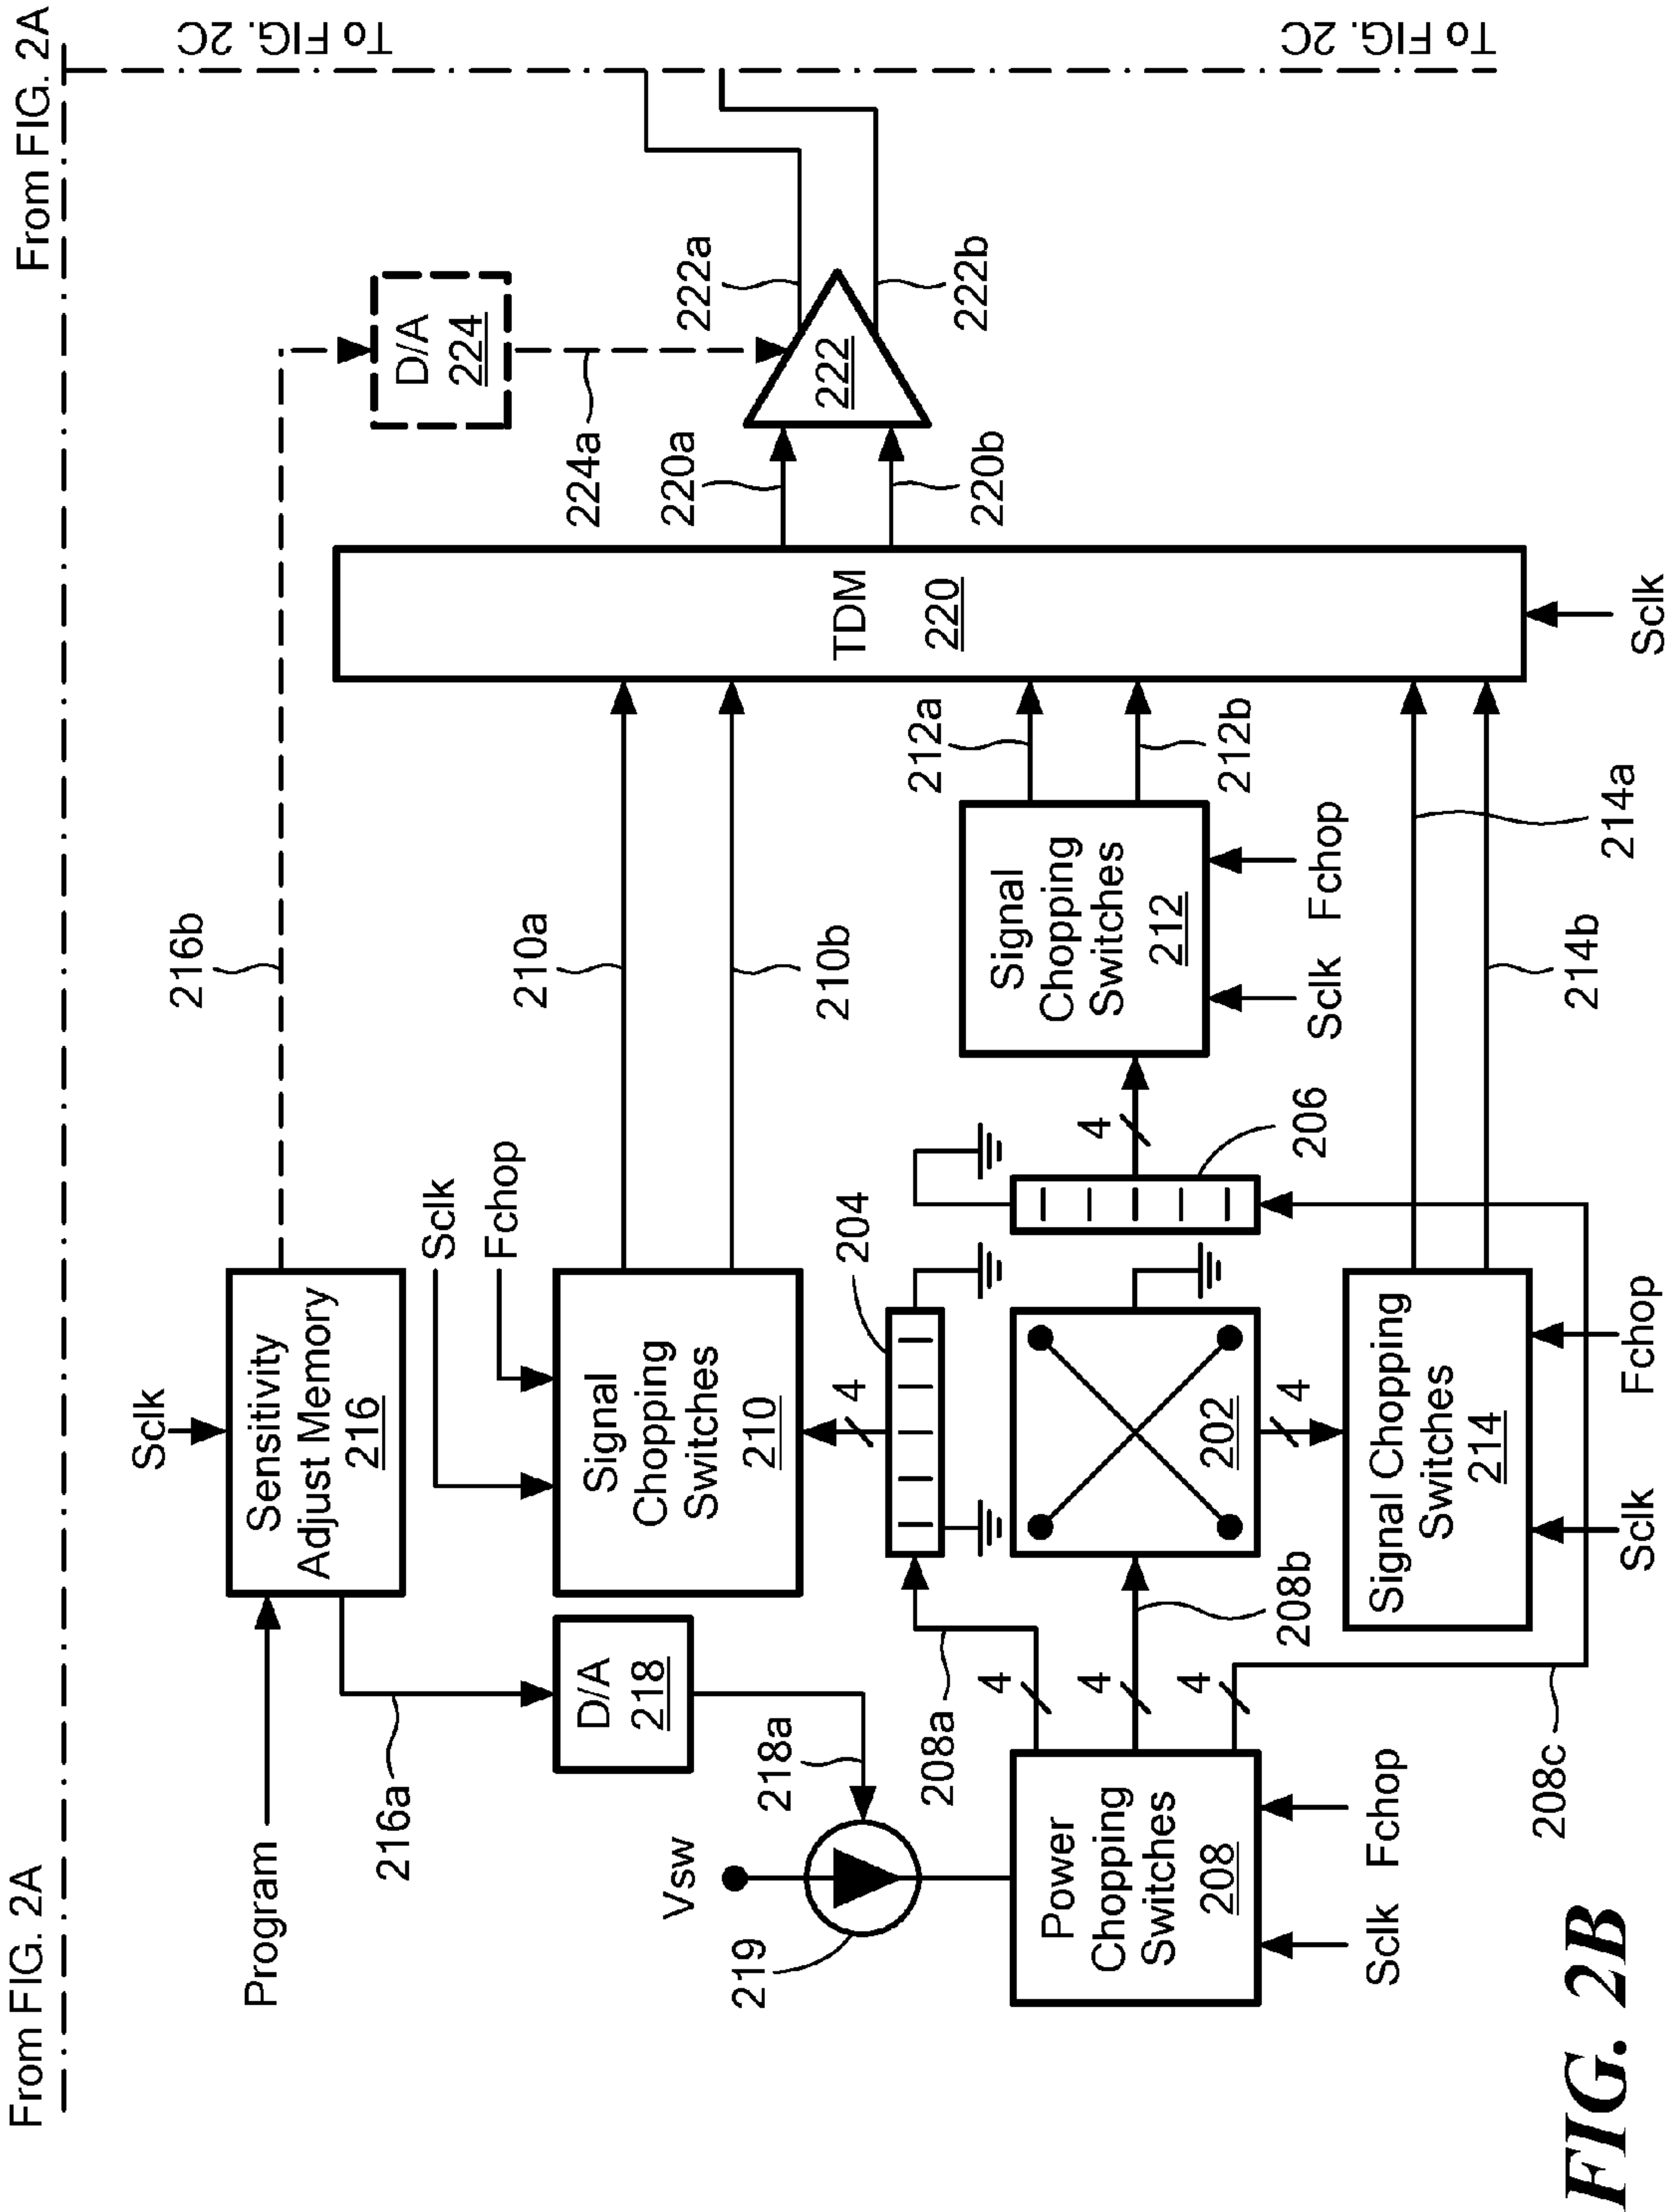 From FIG. 2A
From FIG. 2A
To FIG. 2C
To FIG. 2C
Sclk
Program
Sensitivity
Adjust Memory
216
216a
216b
D/A
224
224a
D/A
218
218a
Sclk
Fchop
Signal
Chopping
Switches
210
210a
210b
Vsw
219
4
204
TDM
220
Sclk
220a
220b
222
222a
222b
Power
Chopping
Switches
208
Sclk
Fchop
208a
4
4
208b
4
208c
202
4
206
4
Signal
Chopping
Switches
212
Sclk
Fchop
212a
212b
Signal Chopping
Switches
214
Sclk
Fchop
214a
214b
FIG. 2B